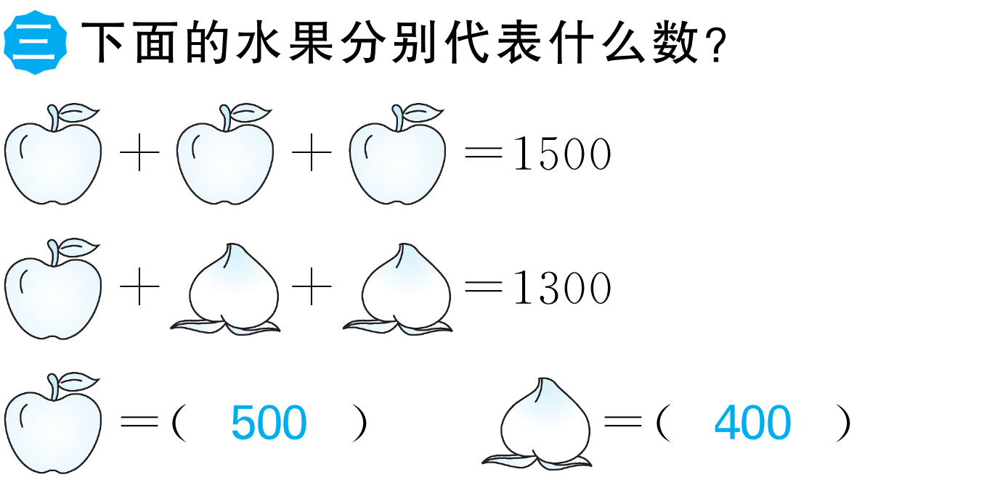 三 下面的水果分别代表什么数?
+ + =1500
+ + =1300
=( 500 ) =( 400 )